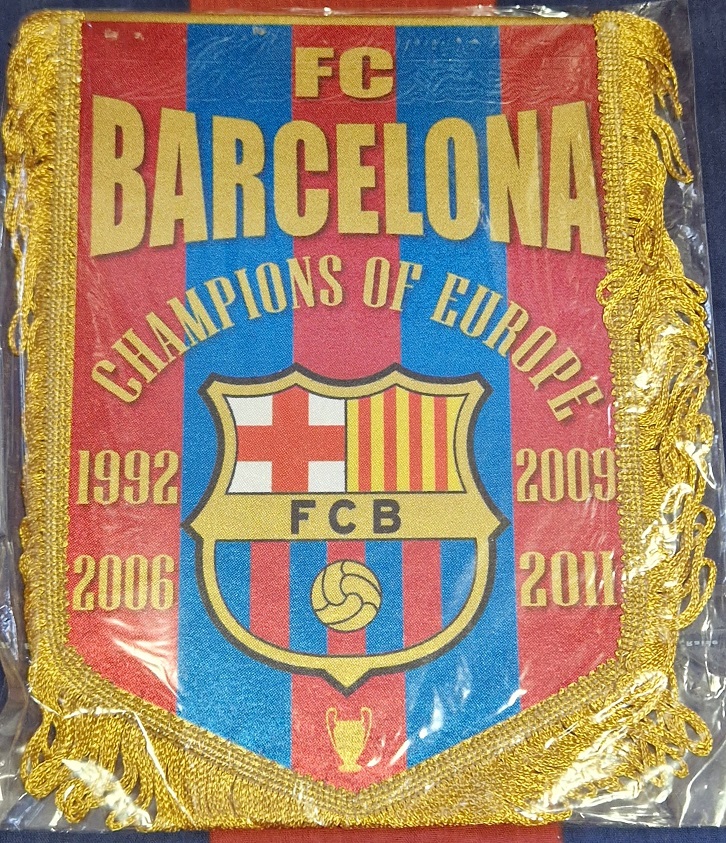 FC
BARCELONA
CHAMPIONS OF EUROPE
1992 2009
FCB
2006 2011